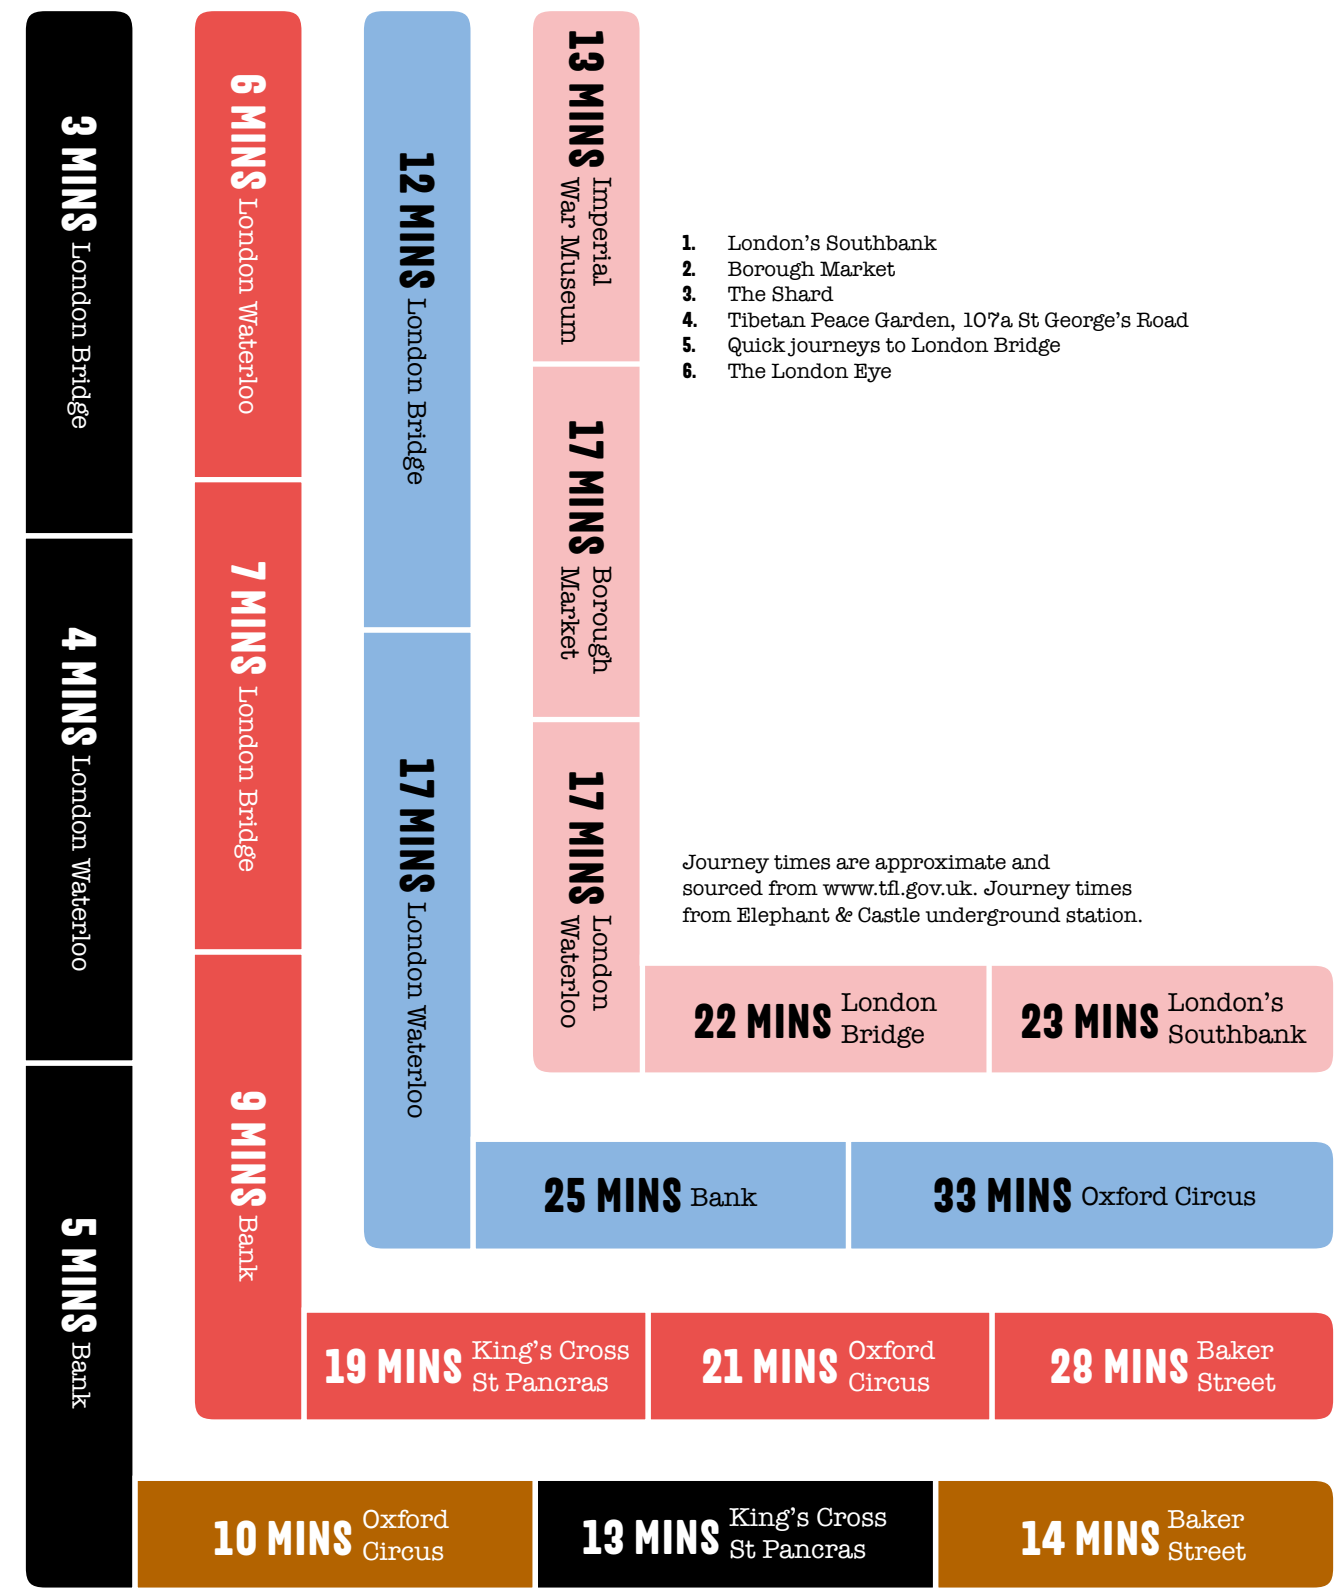 3 MINS London Bridge
4 MINS London Waterloo
5 MINS Bank
10 MINS Oxford
Circus
13 MINS King's Cross
St Pancras
14 MINS Baker
Street
6 MINS London Waterloo
7 MINS London Bridge
9 MINS Bank
19 MINS King's Cross
St Pancras
21 MINS Oxford
Circus
28 MINS Baker
Street
12 MINS London Bridge
17 MINS London Waterloo
25 MINS Bank
33 MINS Oxford Circus
13 MINS Imperial
War Museum
17 MINS Borough
Market
17 MINS London
Waterloo
22 MINS London
Bridge
23 MINS London's
Southbank
1. London's Southbank
2. Borough Market
3. The Shard
4. Tibetan Peace Garden, 107a St George's Road
5. Quick journeys to London Bridge
6. The London Eye
Journey times are approximate and
sourced from www.tfl.gov.uk. Journey times
from Elephant & Castle underground station.